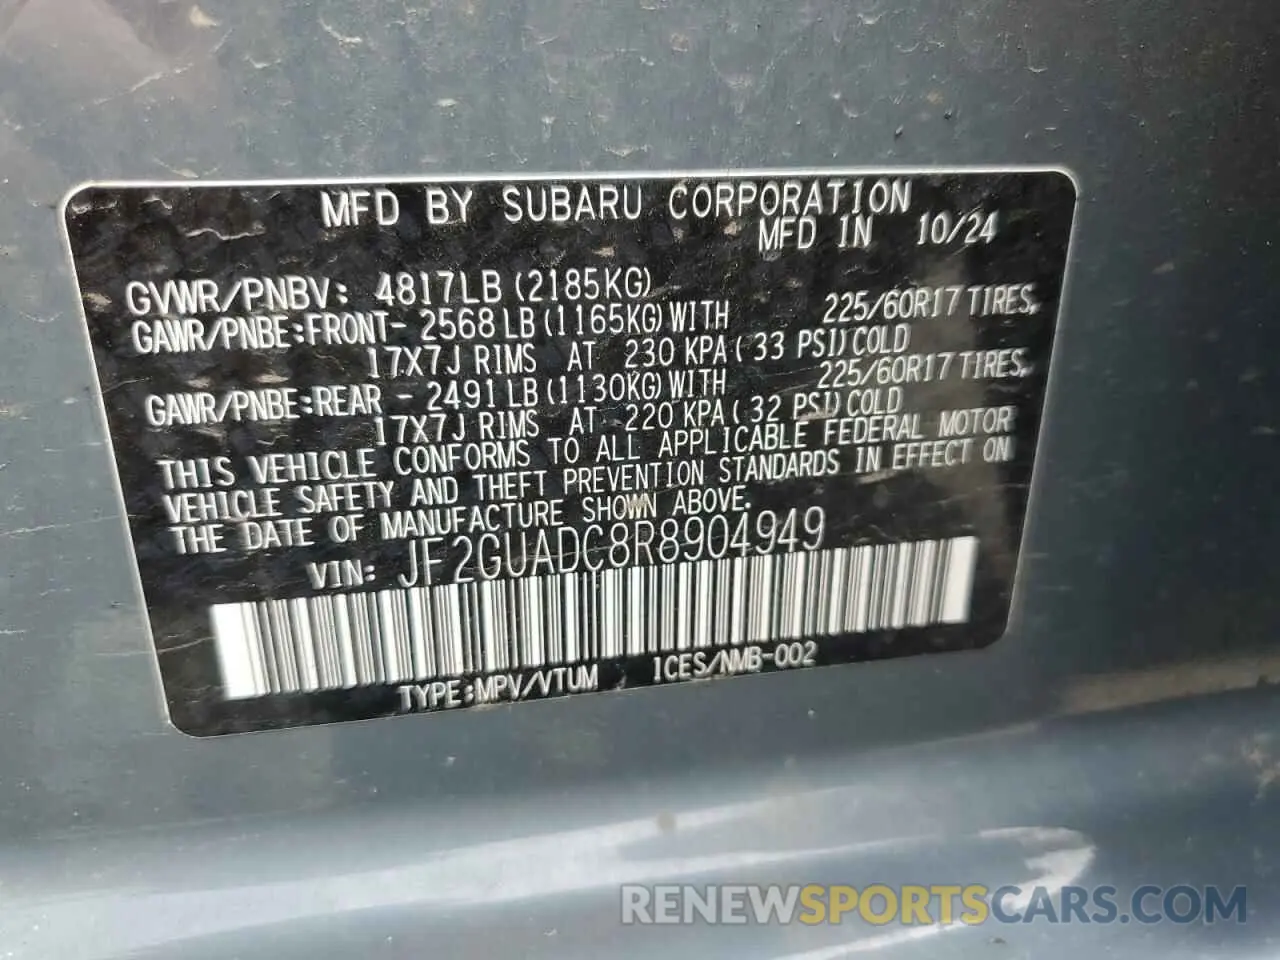 MFD BY SUBARU CORPORATION
MFD IN 10/24
GVWR/PNBV: 4817LB (2185KG)
GAWR/PNBE:FRONT- 2568 LB (1165KG) WITH 225/60R17 TIRES,
17X7J RIMS AT 230 KPA ( 33 PSI) COLD
GAWR/PNBE:REAR - 2491 LB (1130KG) WITH 225/60R17 TIRES,
17X7J RIMS AT 220 KPA ( 32 PSI) COLD
THIS VEHICLE CONFORMS TO ALL APPLICABLE FEDERAL MOTOR
VEHICLE SAFETY AND THEFT PREVENTION STANDARDS IN EFFECT ON
THE DATE OF MANUFACTURE SHOWN ABOVE.
VIN: JF2GUADC8R8904949
TYPE:MPV/VTUM ICES/NMB-002
RENEWSPORTSCARS.COM